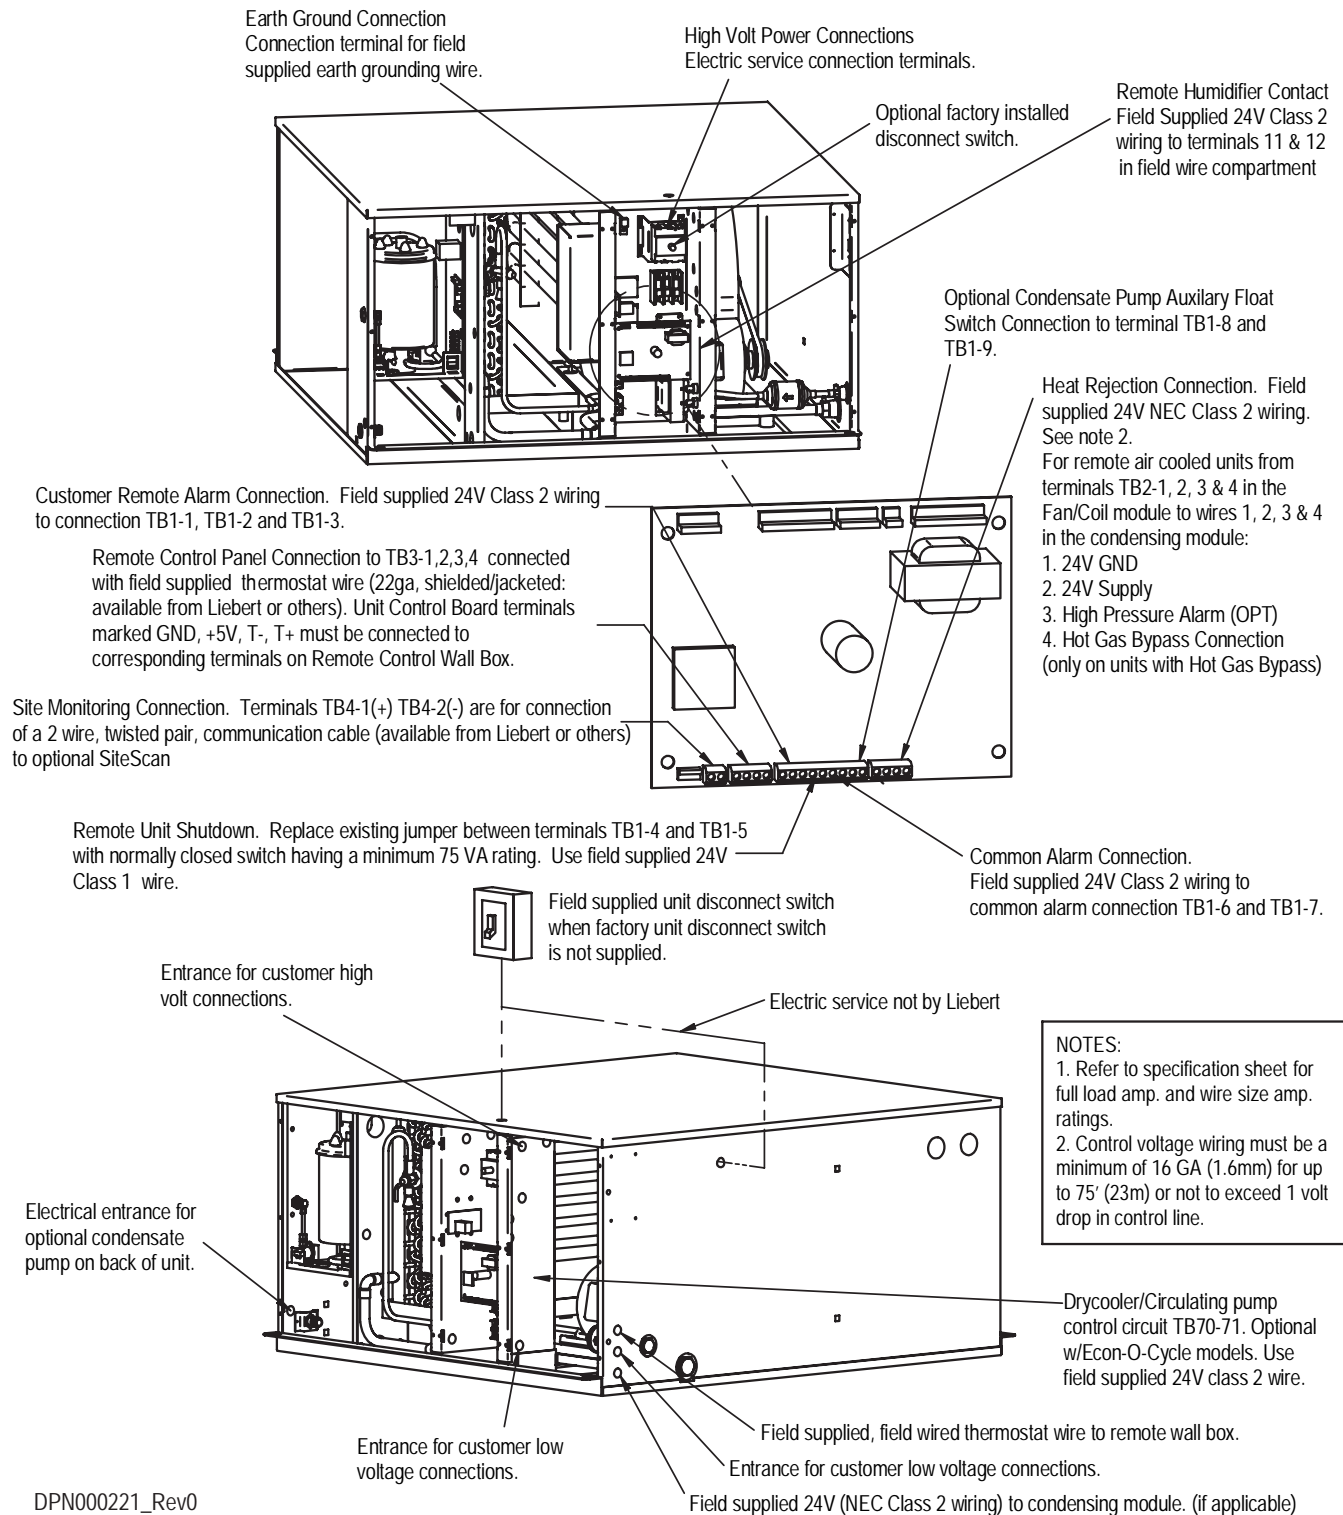 Earth Ground Connection
Connection terminal for field
supplied earth grounding wire.
High Volt Power Connections
Electric service connection terminals.
Optional factory installed
disconnect switch.
Remote Humidifier Contact
Field Supplied 24V Class 2
wiring to terminals 11 & 12
in field wire compartment
Optional Condensate Pump Auxilary Float
Switch Connection to terminal TB1-8 and
TB1-9.
Heat Rejection Connection. Field
supplied 24V NEC Class 2 wiring.
See note 2.
For remote air cooled units from
terminals TB2-1, 2, 3 & 4 in the
Fan/Coil module to wires 1, 2, 3 & 4
in the condensing module:
1. 24V GND
2. 24V Supply
3. High Pressure Alarm (OPT)
4. Hot Gas Bypass Connection
(only on units with Hot Gas Bypass)
Customer Remote Alarm Connection. Field supplied 24V Class 2 wiring
to connection TB1-1, TB1-2 and TB1-3.
Remote Control Panel Connection to TB3-1,2,3,4 connected
with field supplied thermostat wire (22ga, shielded/jacketed:
available from Liebert or others). Unit Control Board terminals
marked GND, +5V, T-, T+ must be connected to
corresponding terminals on Remote Control Wall Box.
Site Monitoring Connection. Terminals TB4-1(+) TB4-2(-) are for connection
of a 2 wire, twisted pair, communication cable (available from Liebert or others)
to optional SiteScan
Remote Unit Shutdown. Replace existing jumper between terminals TB1-4 and TB1-5
with normally closed switch having a minimum 75 VA rating. Use field supplied 24V
Class 1 wire.
Common Alarm Connection.
Field supplied 24V Class 2 wiring to
common alarm connection TB1-6 and TB1-7.
Field supplied unit disconnect switch
when factory unit disconnect switch
is not supplied.
Entrance for customer high
volt connections.
Electric service not by Liebert
NOTES:
1. Refer to specification sheet for
full load amp. and wire size amp.
ratings.
2. Control voltage wiring must be a
minimum of 16 GA (1.6mm) for up
to 75' (23m) or not to exceed 1 volt
drop in control line.
Electrical entrance for
optional condensate
pump on back of unit.
Drycooler/Circulating pump
control circuit TB70-71. Optional
w/Econ-O-Cycle models. Use
field supplied 24V class 2 wire.
Entrance for customer low
voltage connections.
Field supplied, field wired thermostat wire to remote wall box.
Entrance for customer low voltage connections.
Field supplied 24V (NEC Class 2 wiring) to condensing module. (if applicable)
DPN000221_Rev0